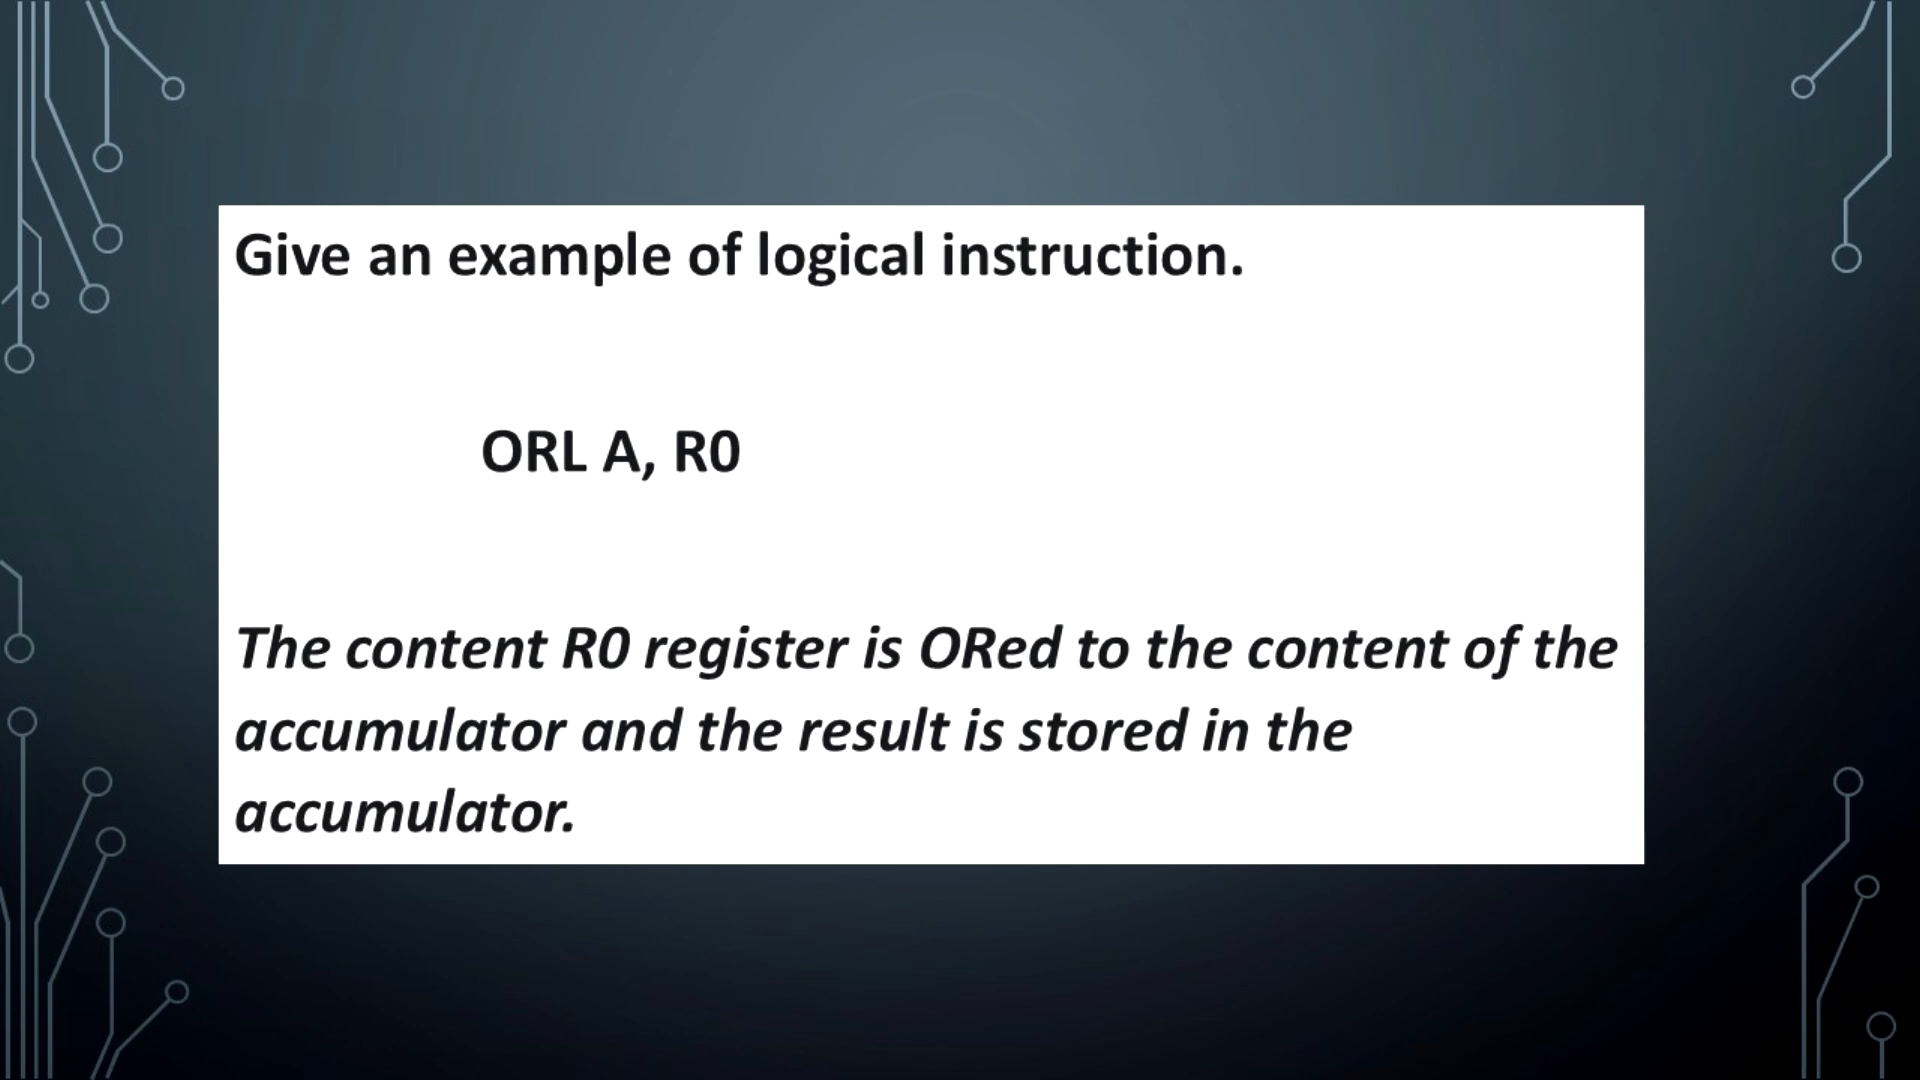 Give an example of logical instruction.
ORL A, R0
The content R0 register is ORed to the content of the
accumulator and the result is stored in the
accumulator.